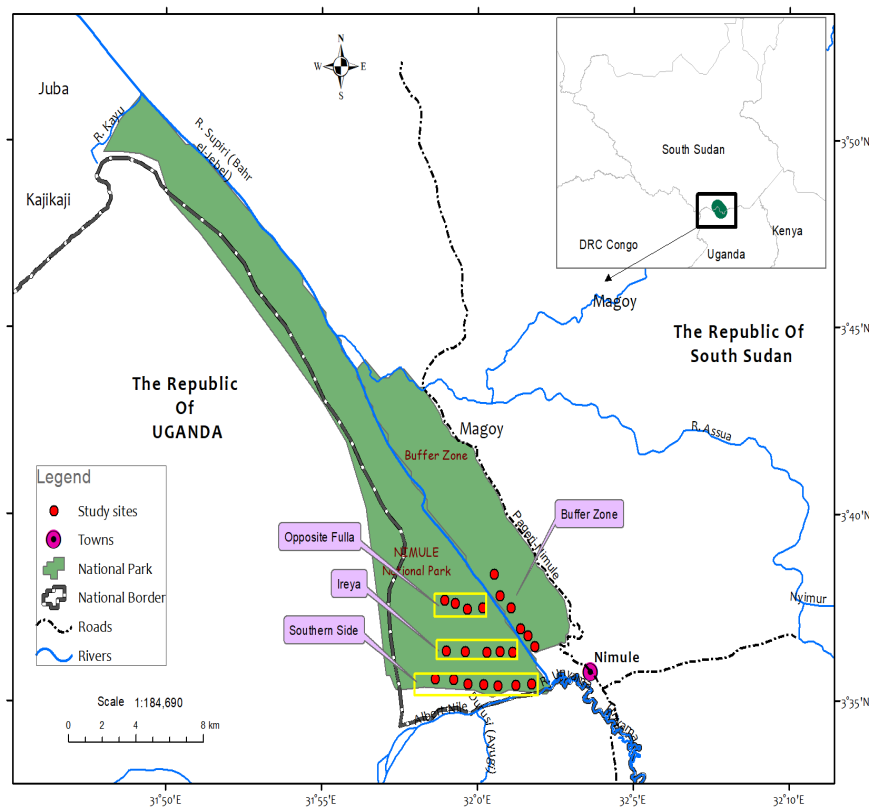 N
W
E
S
Juba
R. Kayu
R. Supiri (Bahr
el-Jebel)
Kajikaji
South Sudan
DRC Congo
Kenya
Uganda
3°50'N
Magoy
3°45'N
The Republic Of
South Sudan
The Republic
Of
UGANDA
Magoy
R. Assua
Buffer Zone
Legend
Study sites
Towns
National Park
National Border
Roads
Rivers
Buffer Zone
Opposite Fulla
Pageri-Nimule
3°40'N
NIMULE
National Park
Ireya
Nyimur
Southern Side
Nimule
Scale 1:184,690
0 2 4 8 km
3°35'N
Albert Nile
31°50'E
31°55'E
32°0'E
32°5'E
32°10'E